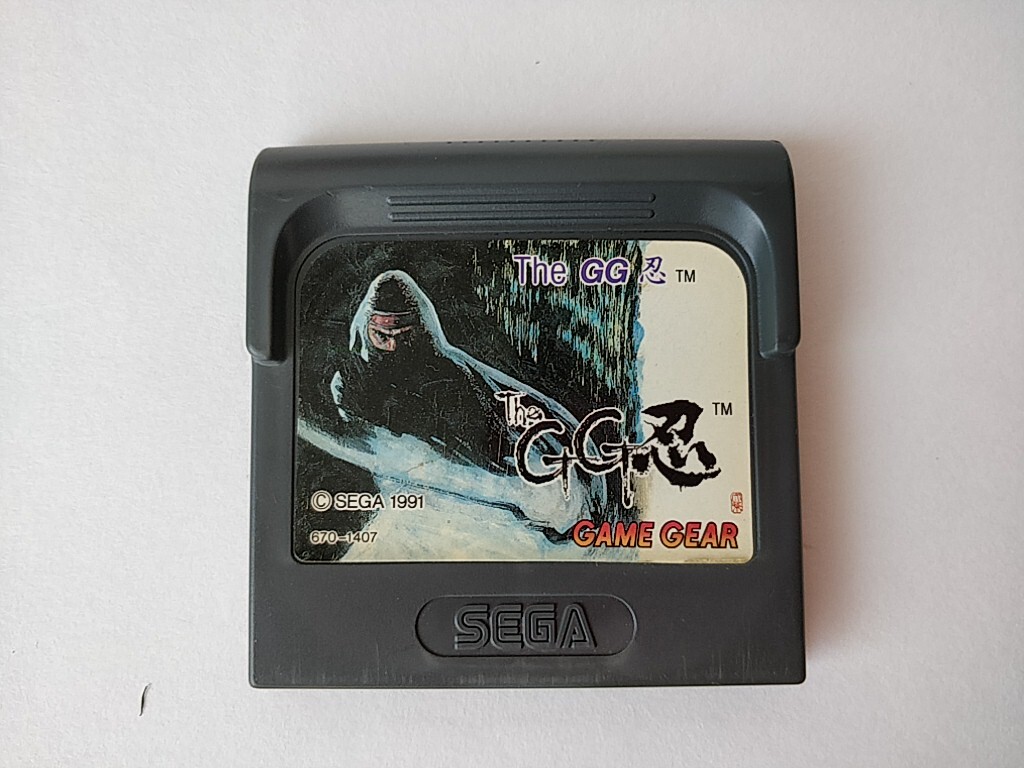 The GG 忍 TM
The GG 忍 TM
© SEGA 1991
670-1407
GAME GEAR
SEGA